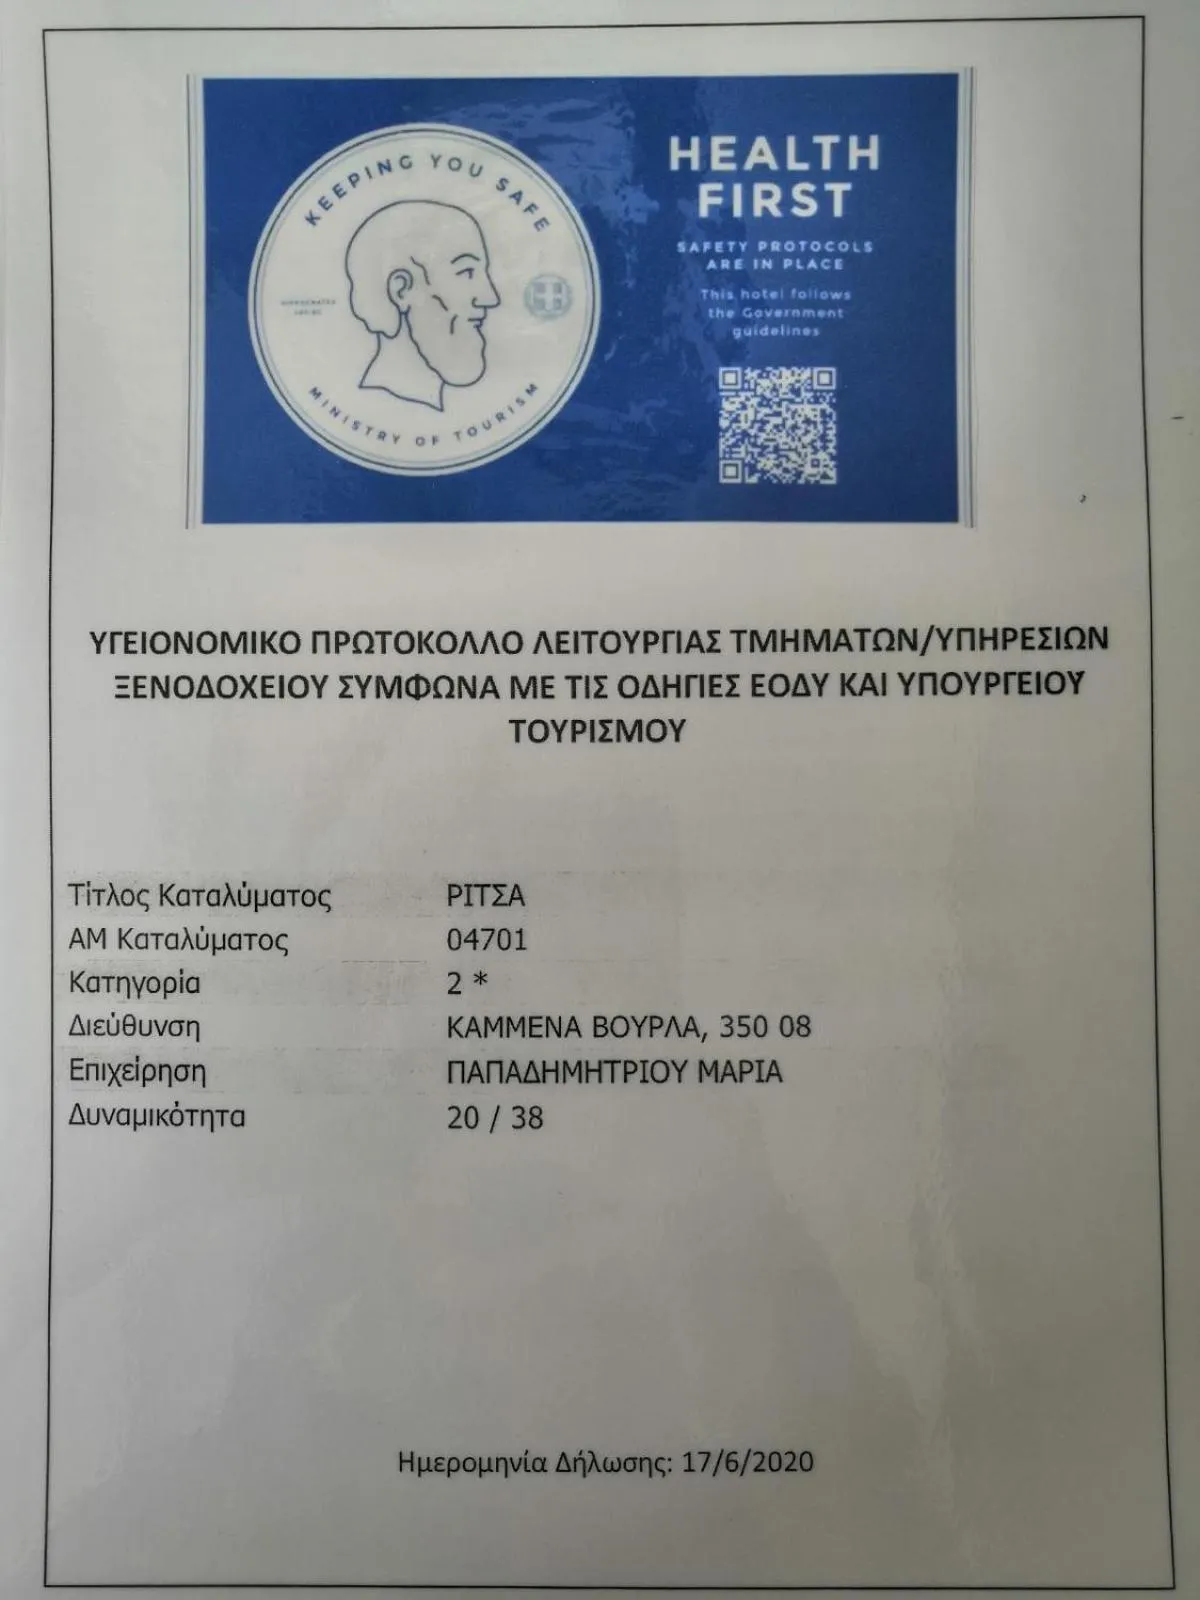 KEEPING YOU SAFE
MINISTRY OF TOURISM
HEALTH
FIRST
SAFETY PROTOCOLS
ARE IN PLACE
This hotel follows
the Government
guidelines
ΥΓΕΙΟΝΟΜΙΚΟ ΠΡΩΤΟΚΟΛΛΟ ΛΕΙΤΟΥΡΓΙΑΣ ΤΜΗΜΑΤΩΝ/ΥΠΗΡΕΣΙΩΝ
ΞΕΝΟΔΟΧΕΙΟΥ ΣΥΜΦΩΝΑ ΜΕ ΤΙΣ ΟΔΗΓΙΕΣ ΕΟΔΥ ΚΑΙ ΥΠΟΥΡΓΕΙΟΥ
ΤΟΥΡΙΣΜΟΥ
Τίτλος Καταλύματος ΡΙΤΣΑ
ΑΜ Καταλύματος 04701
Κατηγορία 2 *
Διεύθυνση ΚΑΜΜΕΝΑ ΒΟΥΡΛΑ, 350 08
Επιχείρηση ΠΑΠΑΔΗΜΗΤΡΙΟΥ ΜΑΡΙΑ
Δυναμικότητα 20 / 38
Ημερομηνία Δήλωσης: 17/6/2020